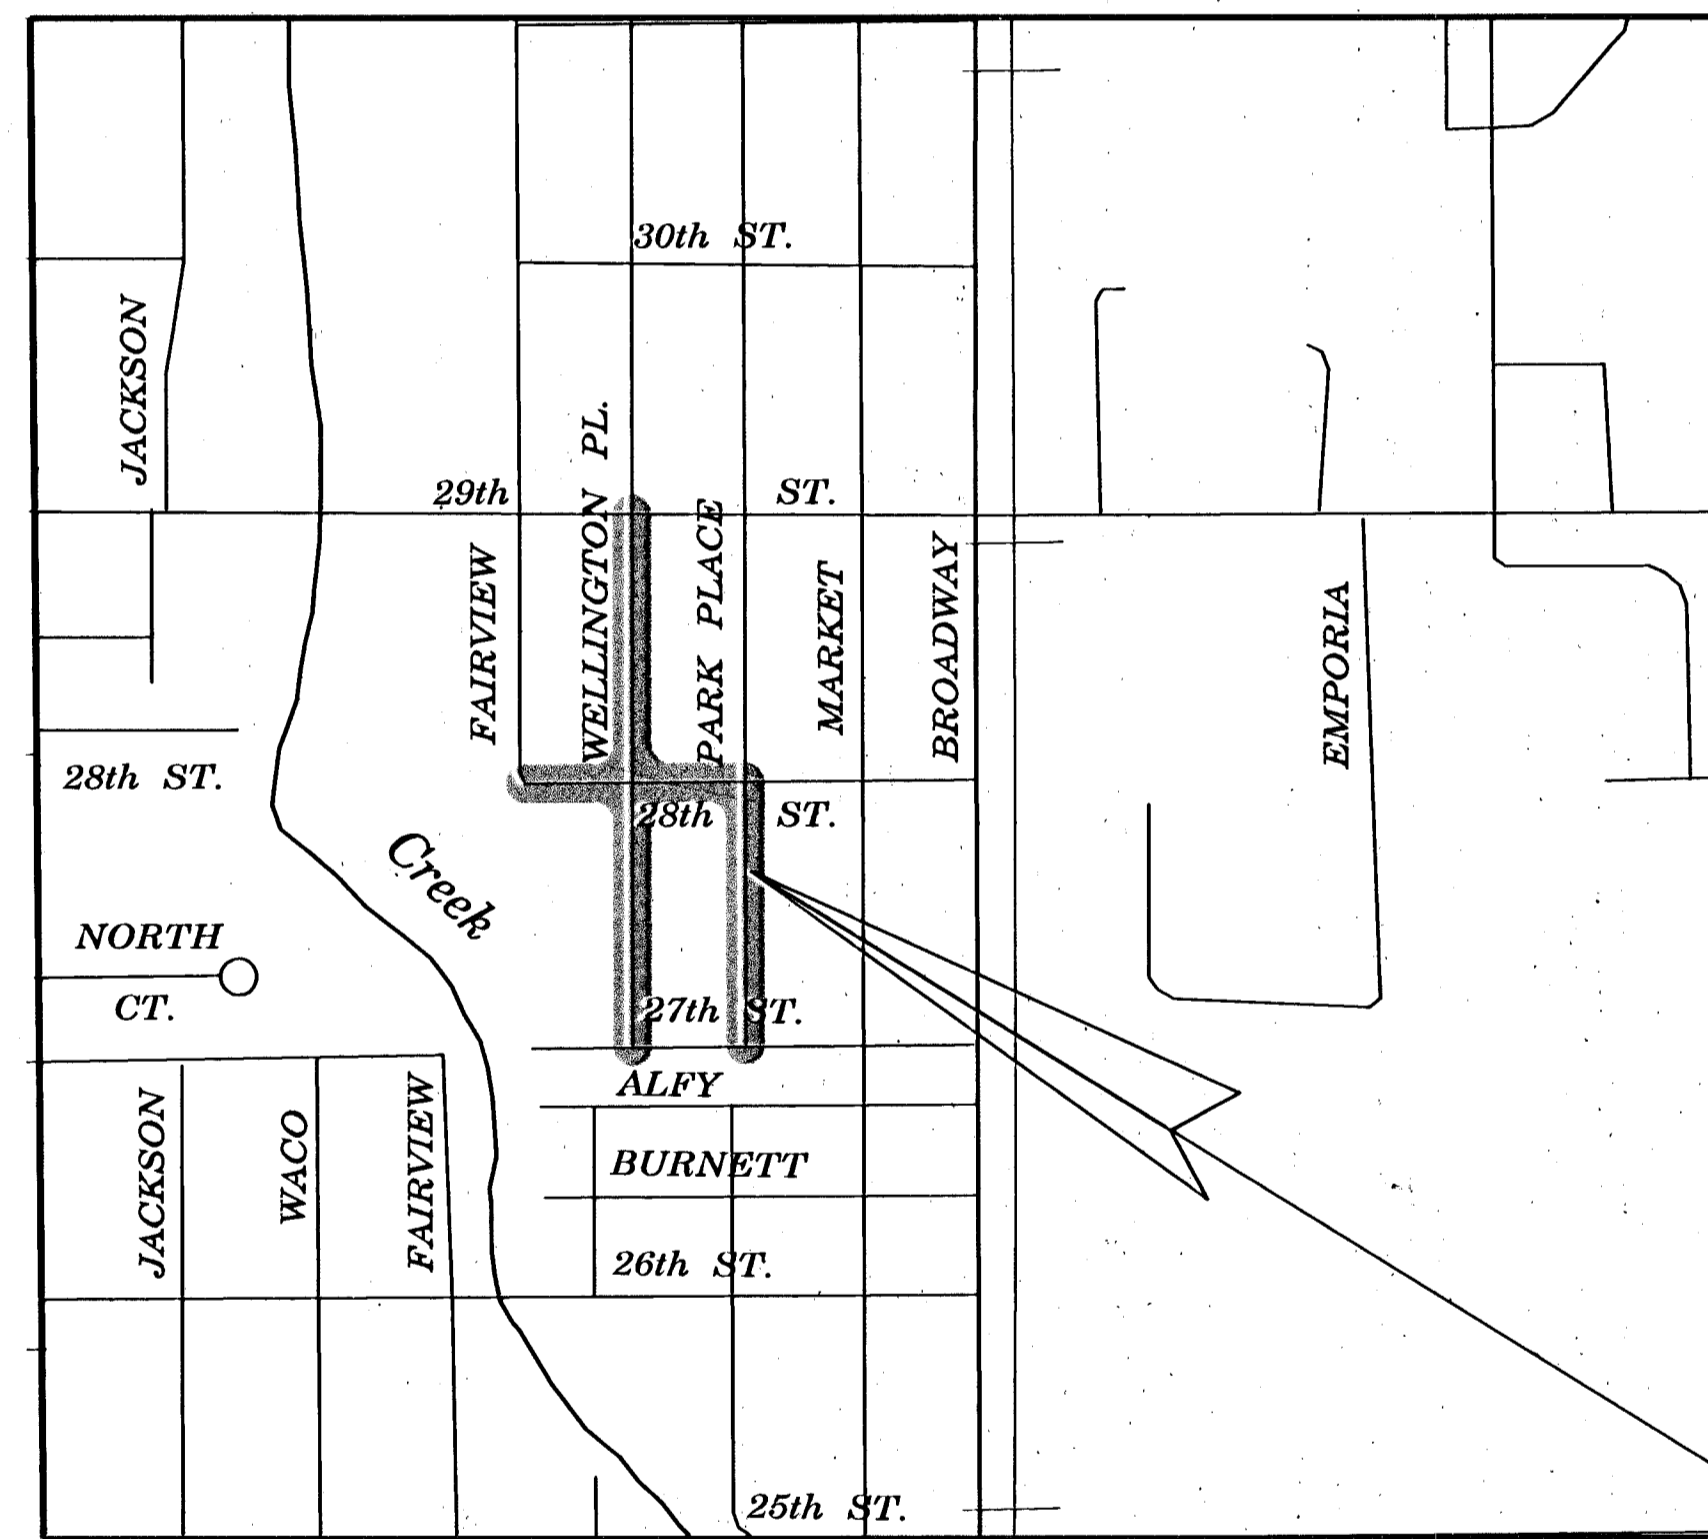 30th ST.
JACKSON
29th ST.
FAIRVIEW
WELLINGTON PL.
PARK PLACE
MARKET
BROADWAY
EMPORIA
28th ST.
28th ST.
Creek
NORTH
CT.
27th ST.
ALFY
JACKSON
WACO
FAIRVIEW
BURNETT
26th ST.
25th ST.